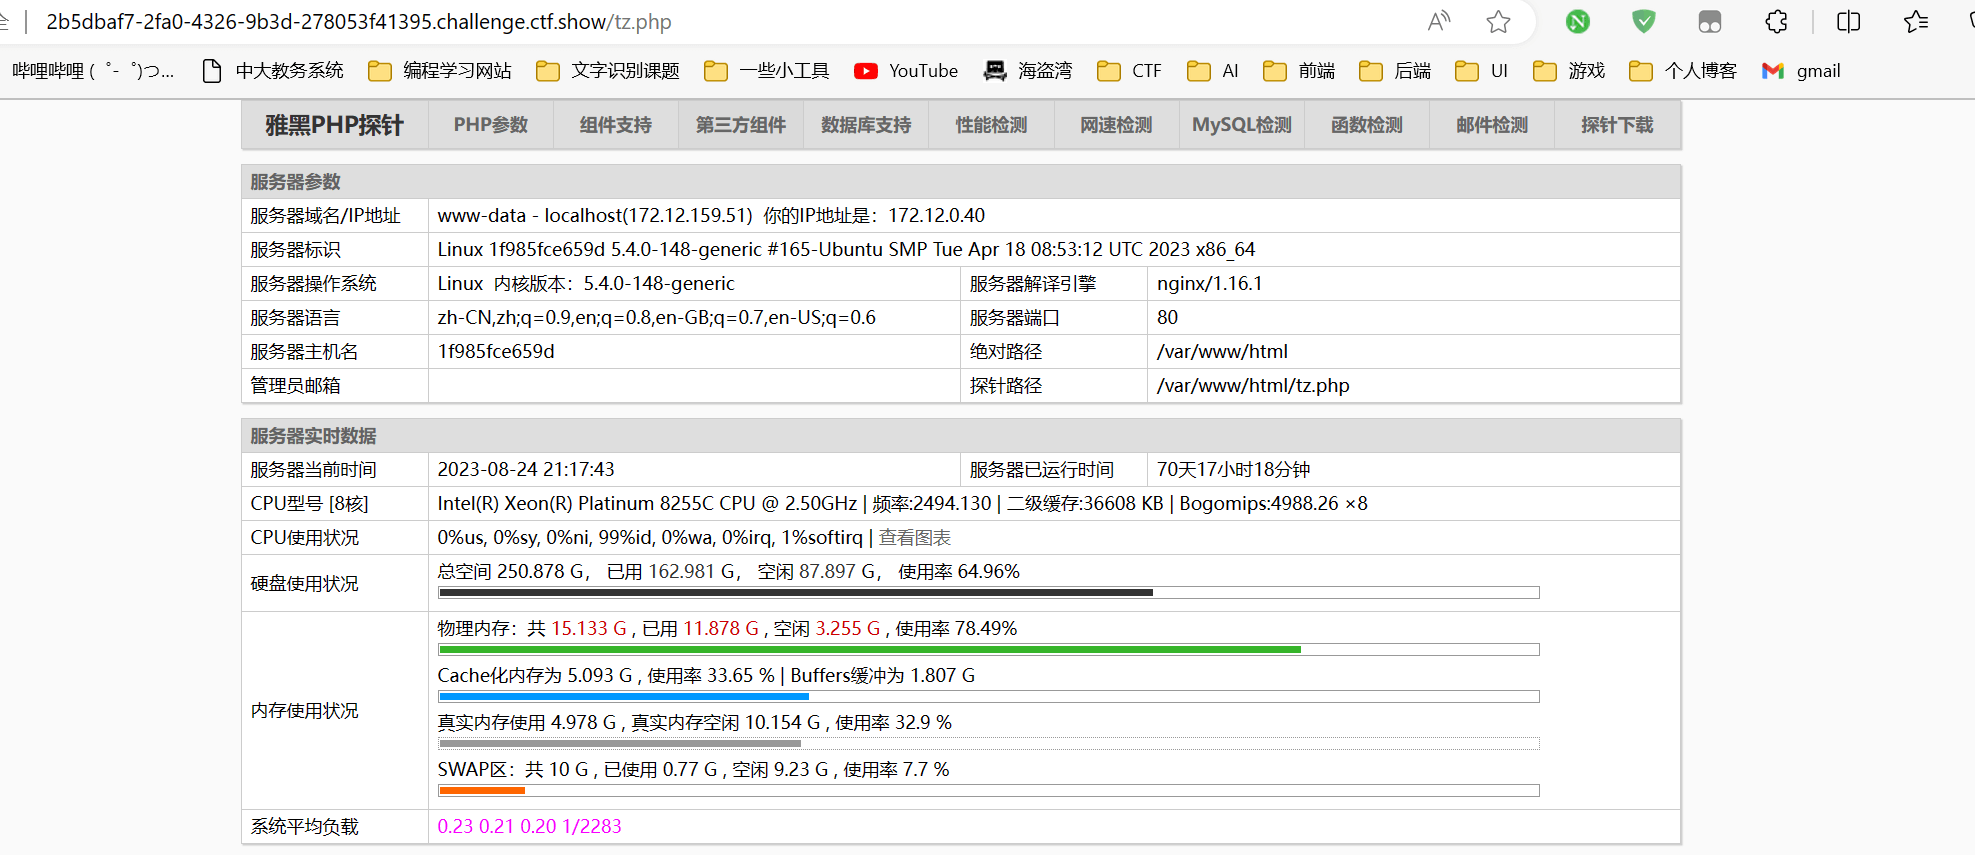 2b5dbaf7-2fa0-4326-9b3d-278053f41395.challenge.ctf.show/tz.php
哔哩哔哩 (゜-゜)つ... 中大教务系统 编程学习网站 文字识别课题 一些小工具 YouTube 海盗湾 CTF AI 前端 后端 UI 游戏 个人博客 gmail
雅黑PHP探针 PHP参数 组件支持 第三方组件 数据库支持 性能检测 网速检测 MySQL检测 函数检测 邮件检测 探针下载
服务器参数
服务器域名/IP地址 www-data - localhost(172.12.159.51) 你的IP地址是：172.12.0.40
服务器标识 Linux 1f985fce659d 5.4.0-148-generic #165-Ubuntu SMP Tue Apr 18 08:53:12 UTC 2023 x86_64
服务器操作系统 Linux 内核版本：5.4.0-148-generic 服务器解译引擎 nginx/1.16.1
服务器语言 zh-CN,zh;q=0.9,en;q=0.8,en-GB;q=0.7,en-US;q=0.6 服务器端口 80
服务器主机名 1f985fce659d 绝对路径 /var/www/html
管理员邮箱 探针路径 /var/www/html/tz.php
服务器实时数据
服务器当前时间 2023-08-24 21:17:43 服务器已运行时间 70天17小时18分钟
CPU型号 [8核] Intel(R) Xeon(R) Platinum 8255C CPU @ 2.50GHz | 频率:2494.130 | 二级缓存:36608 KB | Bogomips:4988.26 ×8
CPU使用状况 0%us, 0%sy, 0%ni, 99%id, 0%wa, 0%irq, 1%softirq | 查看图表
硬盘使用状况 总空间 250.878 G， 已用 162.981 G， 空闲 87.897 G， 使用率 64.96%
内存使用状况 物理内存：共 15.133 G , 已用 11.878 G , 空闲 3.255 G , 使用率 78.49%
Cache化内存为 5.093 G , 使用率 33.65 % | Buffers缓冲为 1.807 G
真实内存使用 4.978 G , 真实内存空闲 10.154 G , 使用率 32.9 %
SWAP区：共 10 G , 已使用 0.77 G , 空闲 9.23 G , 使用率 7.7 %
系统平均负载 0.23 0.21 0.20 1/2283